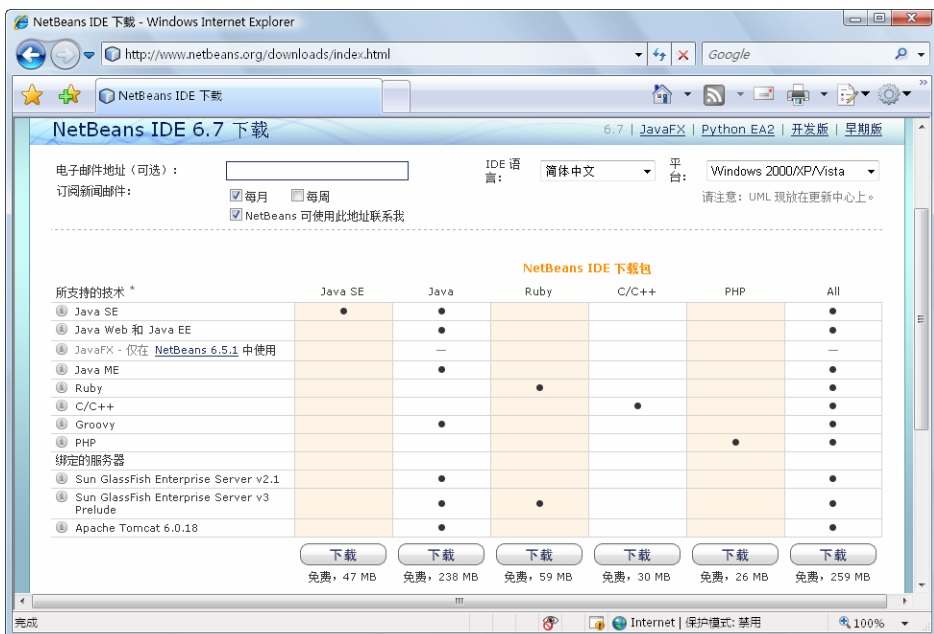 NetBeans IDE 下载 - Windows Internet Explorer
http://www.netbeans.org/downloads/index.html
Google
NetBeans IDE 下载
NetBeans IDE 6.7 下载
6.7 | JavaFX | Python EA2 | 开发版 | 早期版
电子邮件地址（可选）:
IDE 语言:
简体中文
平台:
Windows 2000/XP/Vista
订阅新闻邮件:
每月 每周
请注意: UML 现放在更新中心上。
NetBeans 可使用此地址联系我
NetBeans IDE 下载包
所支持的技术 * Java SE Java Ruby C/C++ PHP All
Java SE ● ● ●
Java Web 和 Java EE ● ●
JavaFX - 仅在 NetBeans 6.5.1 中使用 — —
Java ME ● ●
Ruby ● ●
C/C++ ● ●
Groovy ● ●
PHP ● ●
绑定的服务器
Sun GlassFish Enterprise Server v2.1 ● ●
Sun GlassFish Enterprise Server v3
Prelude ● ● ●
Apache Tomcat 6.0.18 ● ●
下载 下载 下载 下载 下载 下载
免费, 47 MB 免费, 238 MB 免费, 59 MB 免费, 30 MB 免费, 26 MB 免费, 259 MB
完成
Internet | 保护模式: 禁用
100%